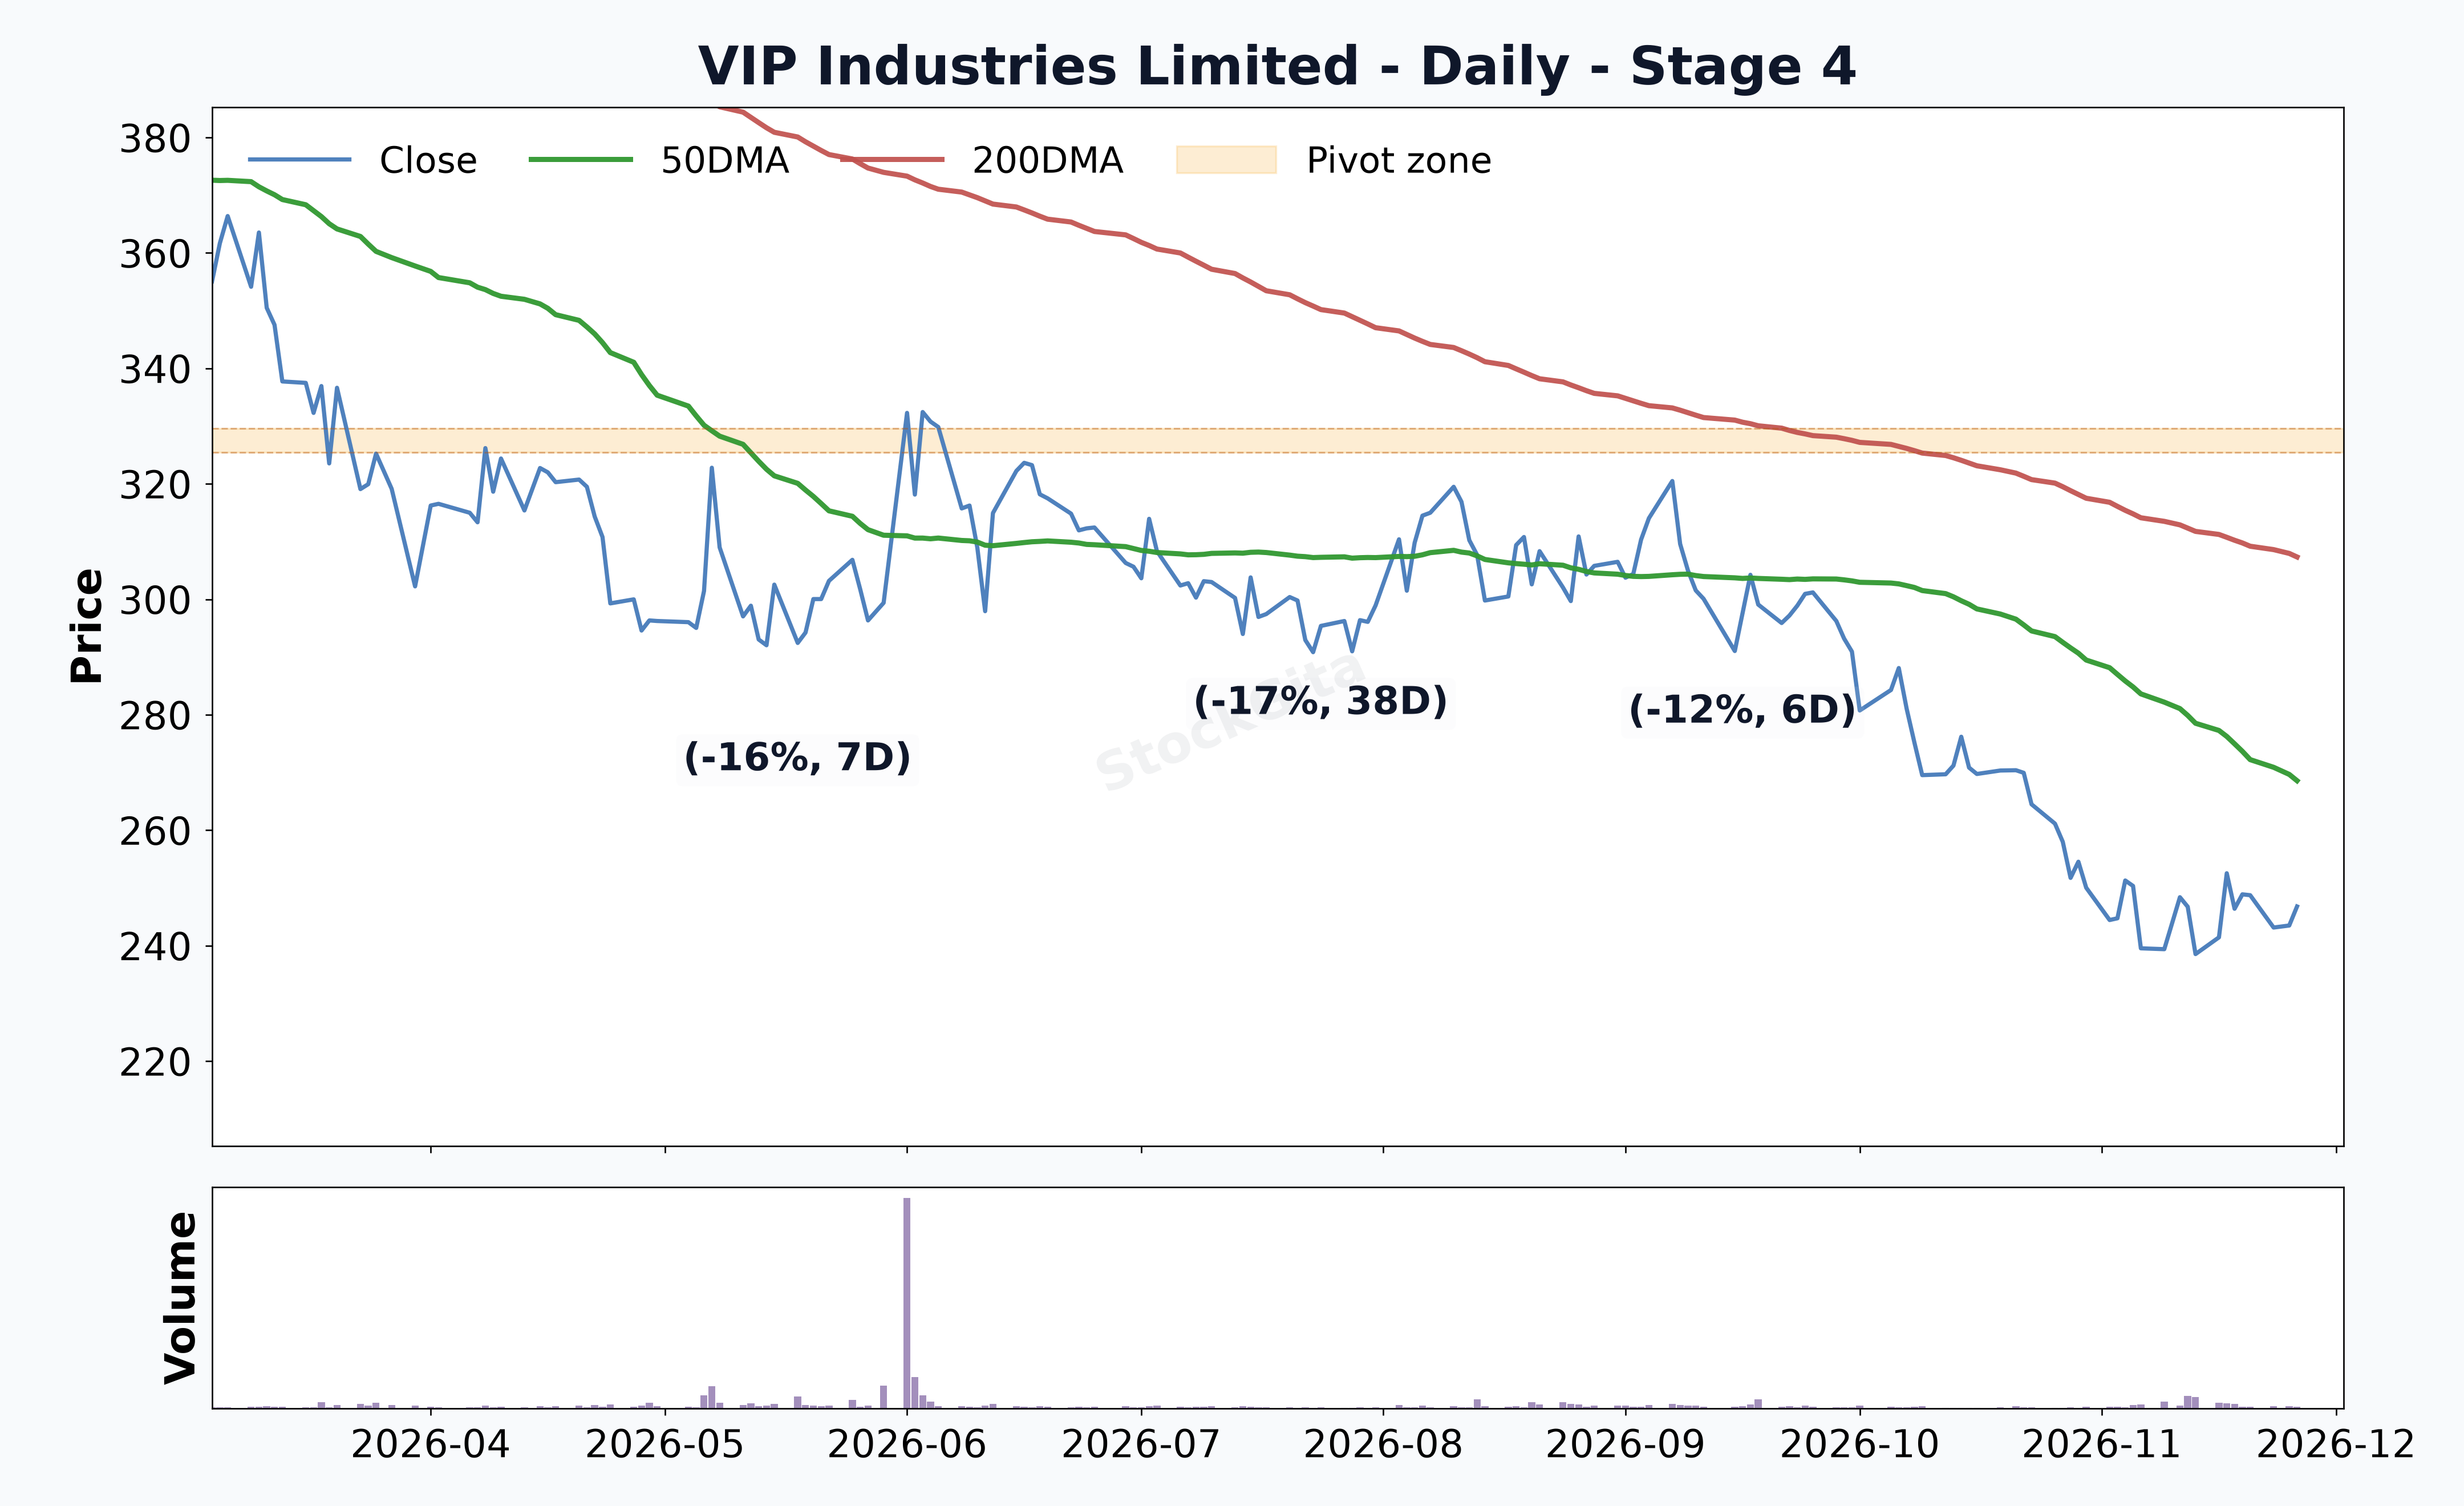 VIP Industries Limited - Daily - Stage 4
Close 50DMA 200DMA Pivot zone
Price
380
360
340
320
300
280
260
240
220
(-16%, 7D)
(-17%, 38D)
(-12%, 6D)
StockGita
Volume
2026-04 2026-05 2026-06 2026-07 2026-08 2026-09 2026-10 2026-11 2026-12